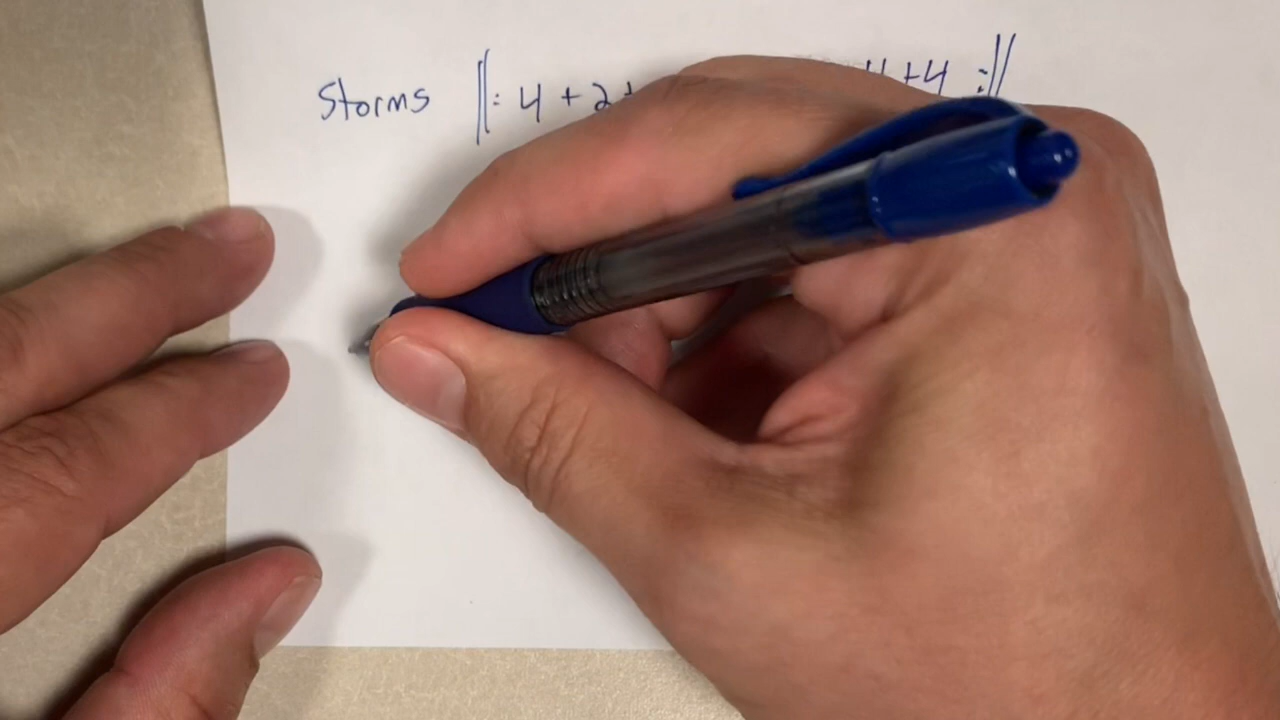 Storms ‖: 4 + 2 + 4 + 4 :‖